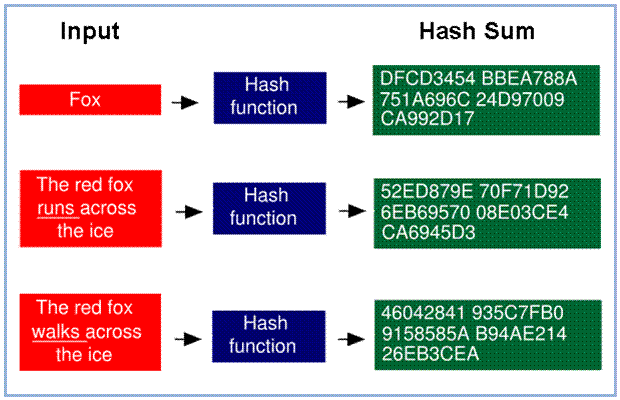 Input
Hash Sum
Fox
Hash
function
DFCD3454 BBEA788A
751A696C 24D97009
CA992D17
The red fox
runs across
the ice
Hash
function
52ED879E 70F71D92
6EB69570 08E03CE4
CA6945D3
The red fox
walks across
the ice
Hash
function
46042841 935C7FB0
9158585A B94AE214
26EB3CEA